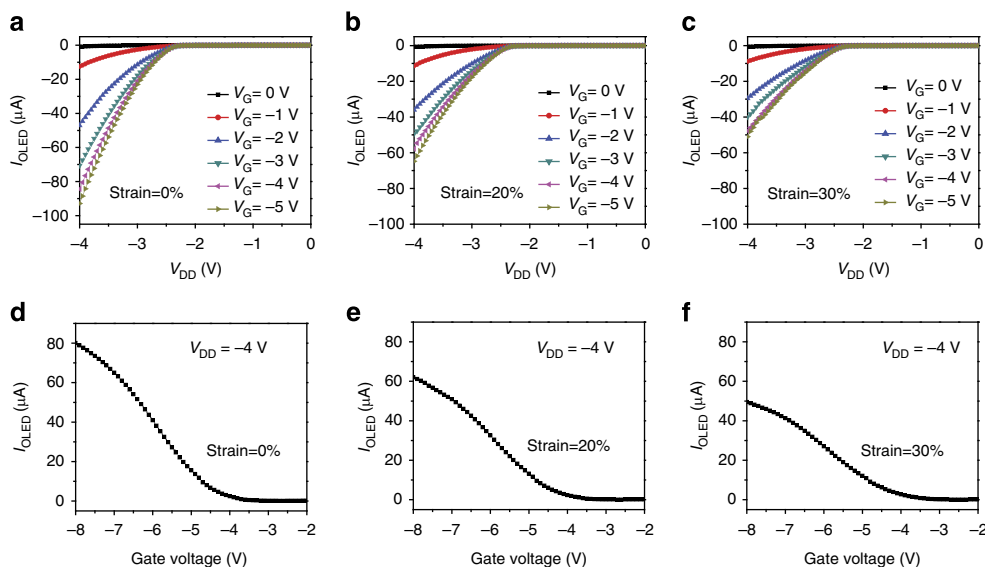 a
0
−20
−40
−60
−80
−100
I_OLED (μA)
V_G= 0 V
V_G= −1 V
V_G= −2 V
V_G= −3 V
V_G= −4 V
V_G= −5 V
Strain=0%
−4 −3 −2 −1 0
V_DD (V)
b
0
−20
−40
−60
−80
−100
I_OLED (μA)
V_G= 0 V
V_G= −1 V
V_G= −2 V
V_G= −3 V
V_G= −4 V
V_G= −5 V
Strain=20%
−4 −3 −2 −1 0
V_DD (V)
c
0
−20
−40
−60
−80
−100
I_OLED (μA)
V_G= 0 V
V_G= −1 V
V_G= −2 V
V_G= −3 V
V_G= −4 V
V_G= −5 V
Strain=30%
−4 −3 −2 −1 0
V_DD (V)
d
80
60
40
20
0
I_OLED (μA)
V_DD = −4 V
Strain=0%
−8 −7 −6 −5 −4 −3 −2
Gate voltage (V)
e
80
60
40
20
0
I_OLED (μA)
V_DD = −4 V
Strain=20%
−8 −7 −6 −5 −4 −3 −2
Gate voltage (V)
f
80
60
40
20
0
I_OLED (μA)
V_DD = −4 V
Strain=30%
−8 −7 −6 −5 −4 −3 −2
Gate voltage (V)